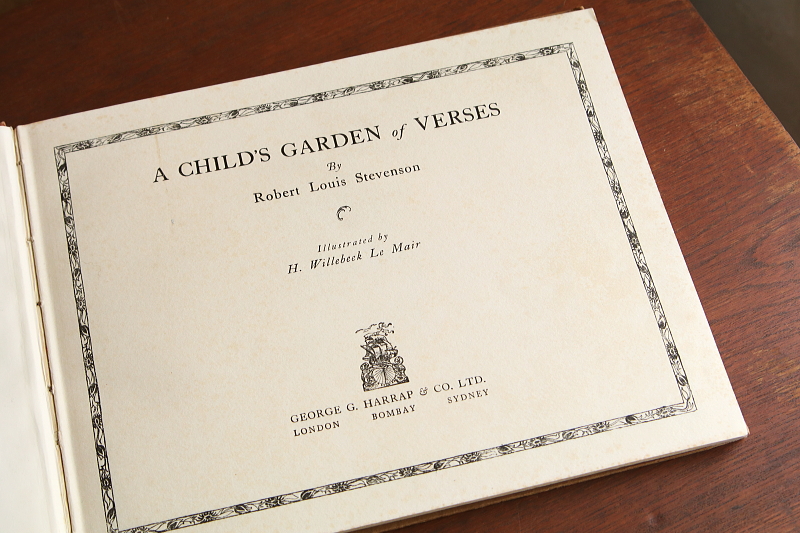 A CHILD'S GARDEN of VERSES
By
Robert Louis Stevenson
Illustrated by
H. Willebeek Le Mair
GEORGE G. HARRAP & CO. LTD.
LONDON BOMBAY SYDNEY